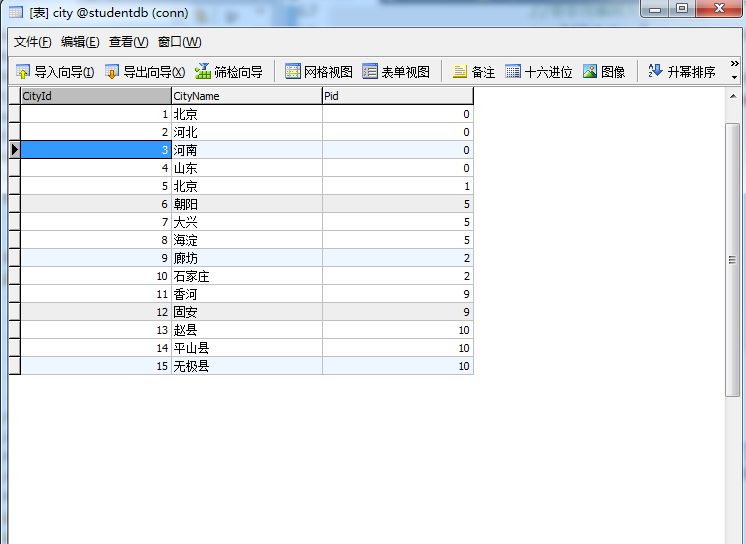 [表] city @studentdb (conn)
文件(F) 编辑(E) 查看(V) 窗口(W)
导入向导(I) 导出向导(X) 筛检向导 网格视图 表单视图 备注 十六进位 图像 升幂排序 »
CityId CityName Pid
1 北京 0
2 河北 0
3 河南 0
4 山东 0
5 北京 1
6 朝阳 5
7 大兴 5
8 海淀 5
9 廊坊 2
10 石家庄 2
11 香河 9
12 固安 9
13 赵县 10
14 平山县 10
15 无极县 10